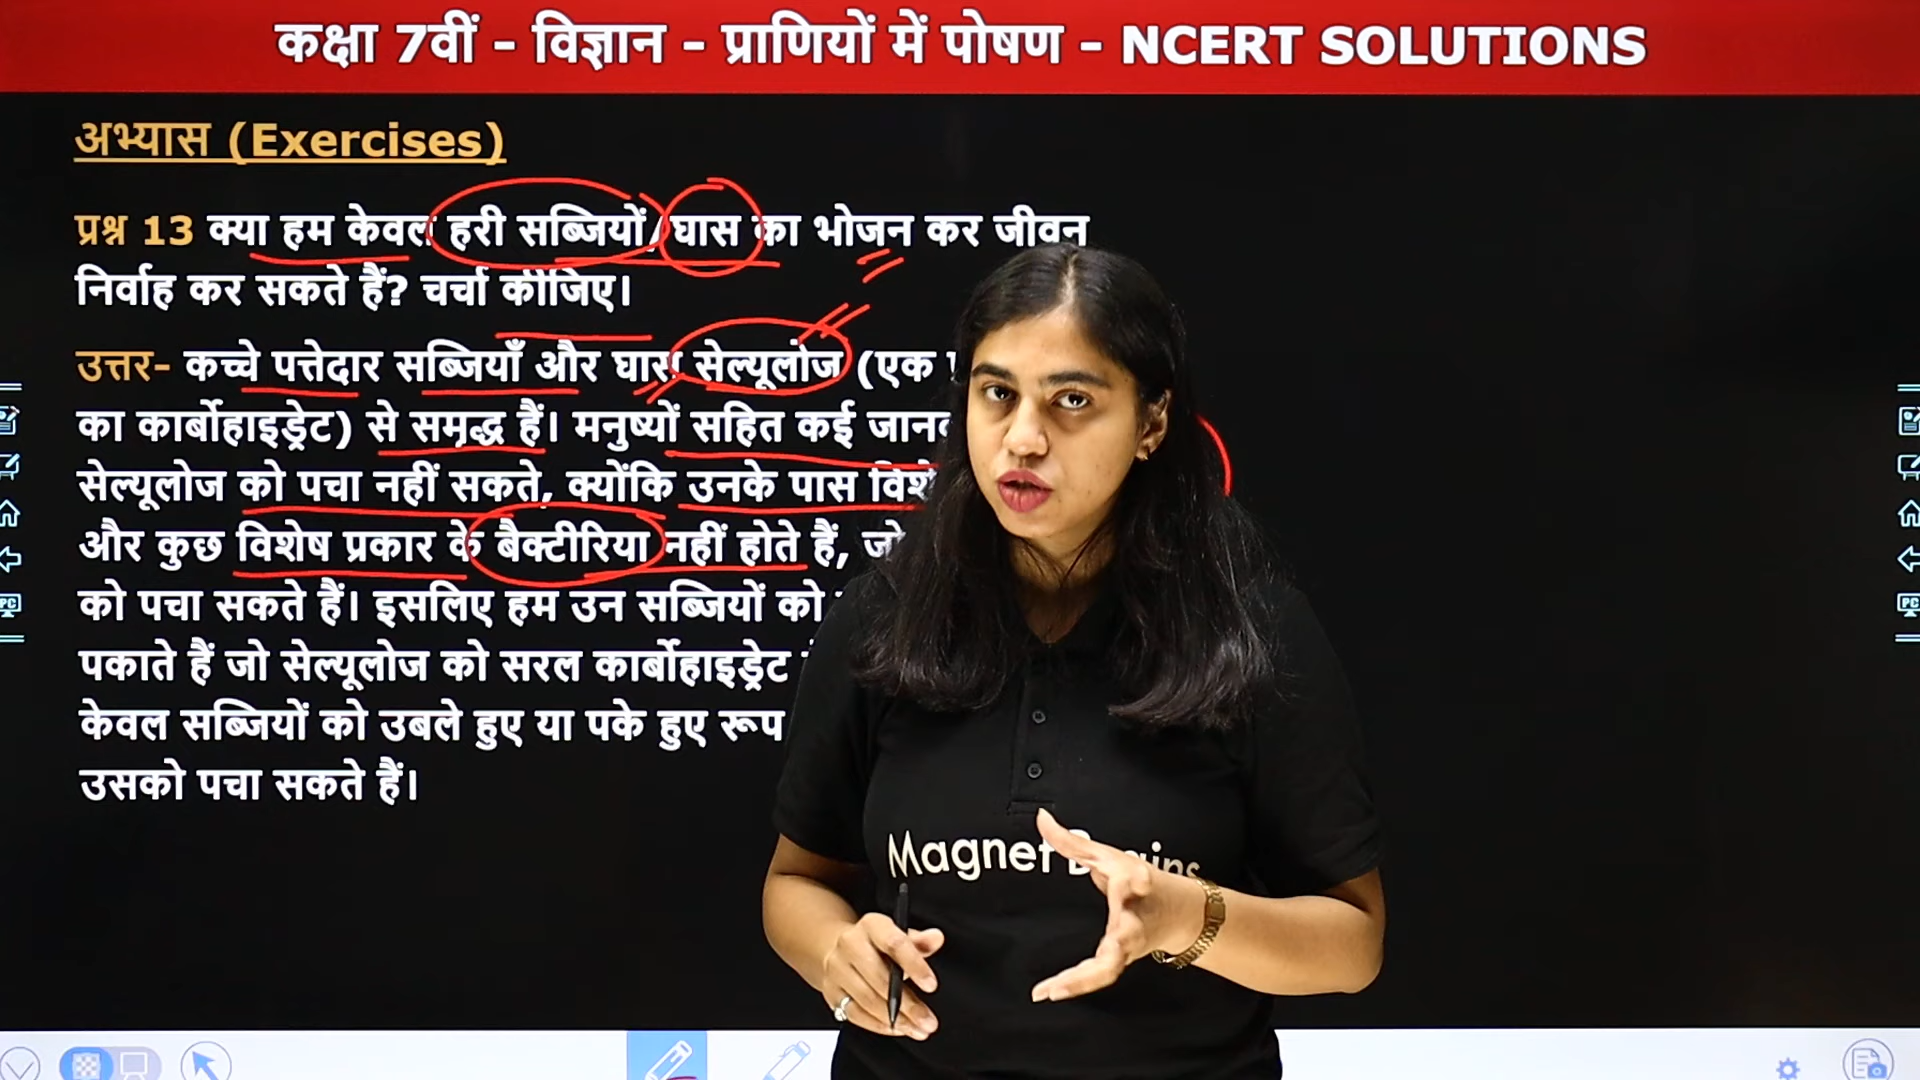 कक्षा 7वीं - विज्ञान - प्राणियों में पोषण - NCERT SOLUTIONS
अभ्यास (Exercises)
प्रश्न 13 क्या हम केवल हरी सब्जियों/घास का भोजन कर जीवन
निर्वाह कर सकते हैं? चर्चा कीजिए।
उत्तर- कच्चे पत्तेदार सब्जियाँ और घास सेल्यूलोज (एक
का कार्बोहाइड्रेट) से समृद्ध हैं। मनुष्यों सहित कई
सेल्यूलोज को पचा नहीं सकते, क्योंकि उनके पास
और कुछ विशेष प्रकार के बैक्टीरिया नहीं होते हैं,
को पचा सकते हैं। इसलिए हम उन सब्जियों को
पकाते हैं जो सेल्यूलोज को सरल कार्बोहाइड्रेट
केवल सब्जियों को उबले हुए या पके हुए रूप
उसको पचा सकते हैं।
Magnet
PC
PC